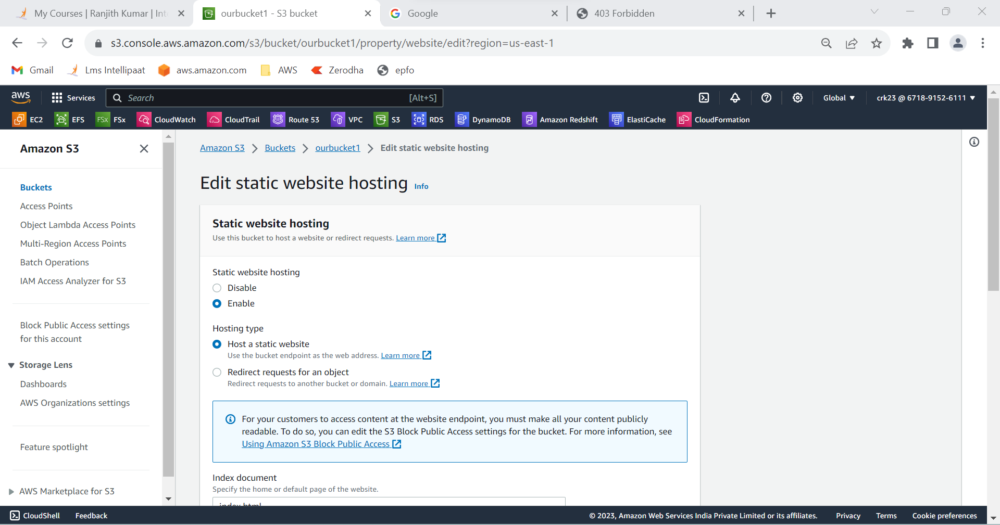 My Courses | Ranjith Kumar | Int
ourbucket1 - S3 bucket
Google
403 Forbidden
s3.console.aws.amazon.com/s3/bucket/ourbucket1/property/website/edit?region=us-east-1
Gmail
Lms Intellipaat
aws.amazon.com
AWS
Zerodha
epfo
aws
Services
Search
[Alt+S]
Global
crk23 @ 6718-9152-6111
EC2
EFS
FSx
FSx
CloudWatch
CloudTrail
Route 53
VPC
S3
RDS
DynamoDB
Amazon Redshift
ElastiCache
CloudFormation
Amazon S3
Buckets
Access Points
Object Lambda Access Points
Multi-Region Access Points
Batch Operations
IAM Access Analyzer for S3
Block Public Access settings
for this account
Storage Lens
Dashboards
AWS Organizations settings
Feature spotlight
AWS Marketplace for S3
Amazon S3 > Buckets > ourbucket1 > Edit static website hosting
Edit static website hosting Info
Static website hosting
Use this bucket to host a website or redirect requests. Learn more
Static website hosting
Disable
Enable
Hosting type
Host a static website
Use the bucket endpoint as the web address. Learn more
Redirect requests for an object
Redirect requests to another bucket or domain. Learn more
For your customers to access content at the website endpoint, you must make all your content publicly
readable. To do so, you can edit the S3 Block Public Access settings for the bucket. For more information, see
Using Amazon S3 Block Public Access
Index document
Specify the home or default page of the website.
index.html
CloudShell
Feedback
© 2023, Amazon Web Services India Private Limited or its affiliates.
Privacy
Terms
Cookie preferences